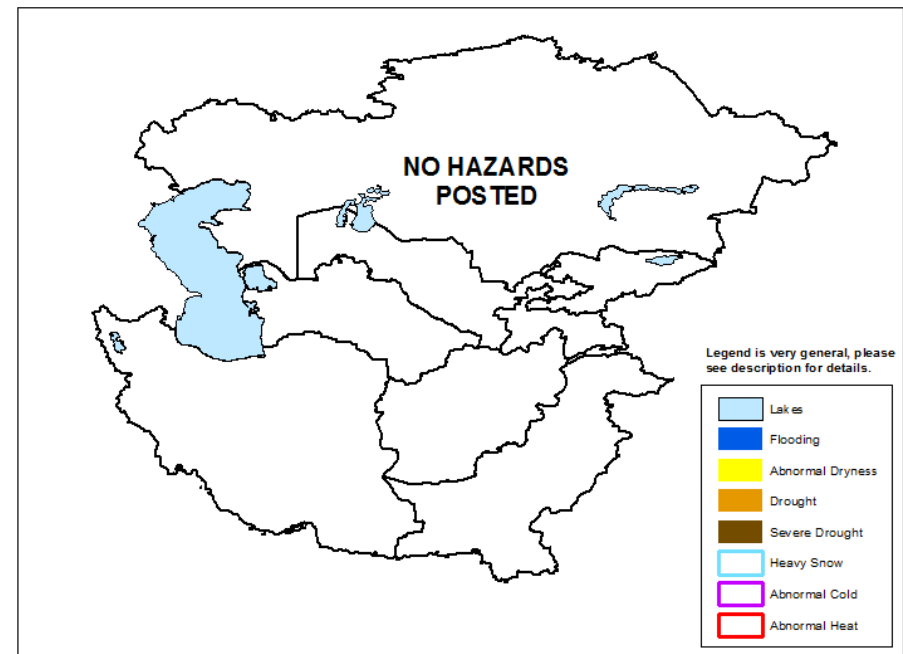 NO HAZARDS
POSTED
Legend is very general, please
see description for details.
Lakes
Flooding
Abnormal Dryness
Drought
Severe Drought
Heavy Snow
Abnormal Cold
Abnormal Heat